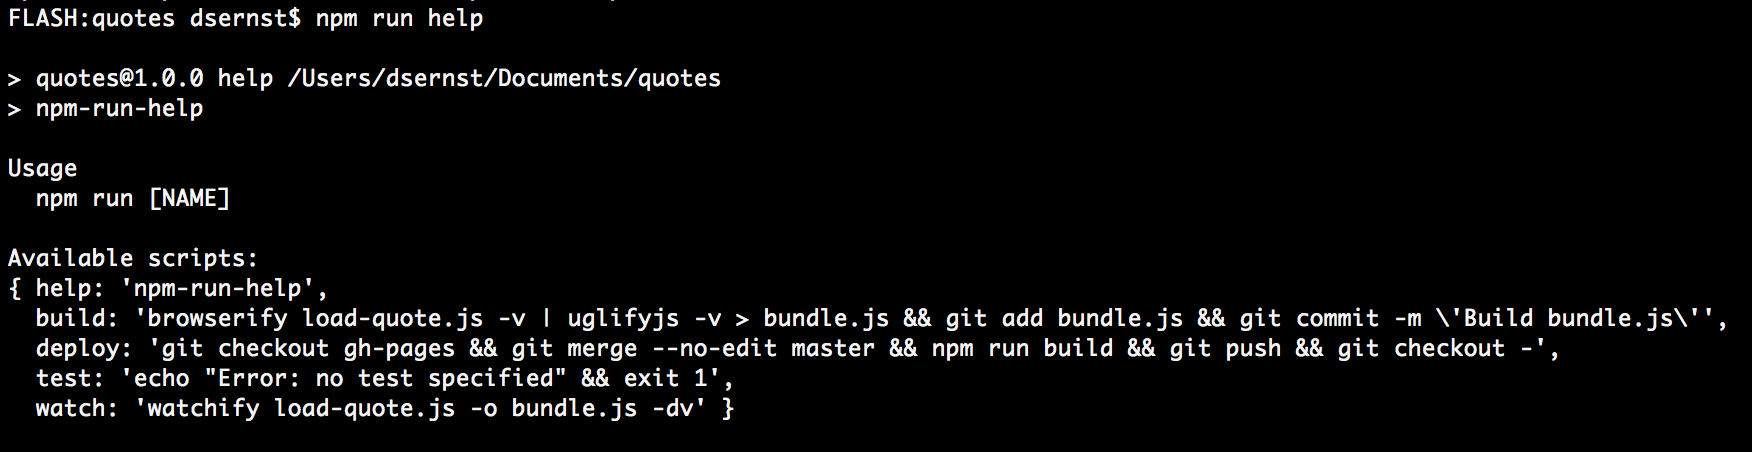 FLASH:quotes dsernst$ npm run help
> quotes@1.0.0 help /Users/dsernst/Documents/quotes
> npm-run-help
Usage
  npm run [NAME]
Available scripts:
{ help: 'npm-run-help',
  build: 'browserify load-quote.js -v | uglifyjs -v > bundle.js && git add bundle.js && git commit -m \'Build bundle.js\'',
  deploy: 'git checkout gh-pages && git merge --no-edit master && npm run build && git push && git checkout -',
  test: 'echo "Error: no test specified" && exit 1',
  watch: 'watchify load-quote.js -o bundle.js -dv' }